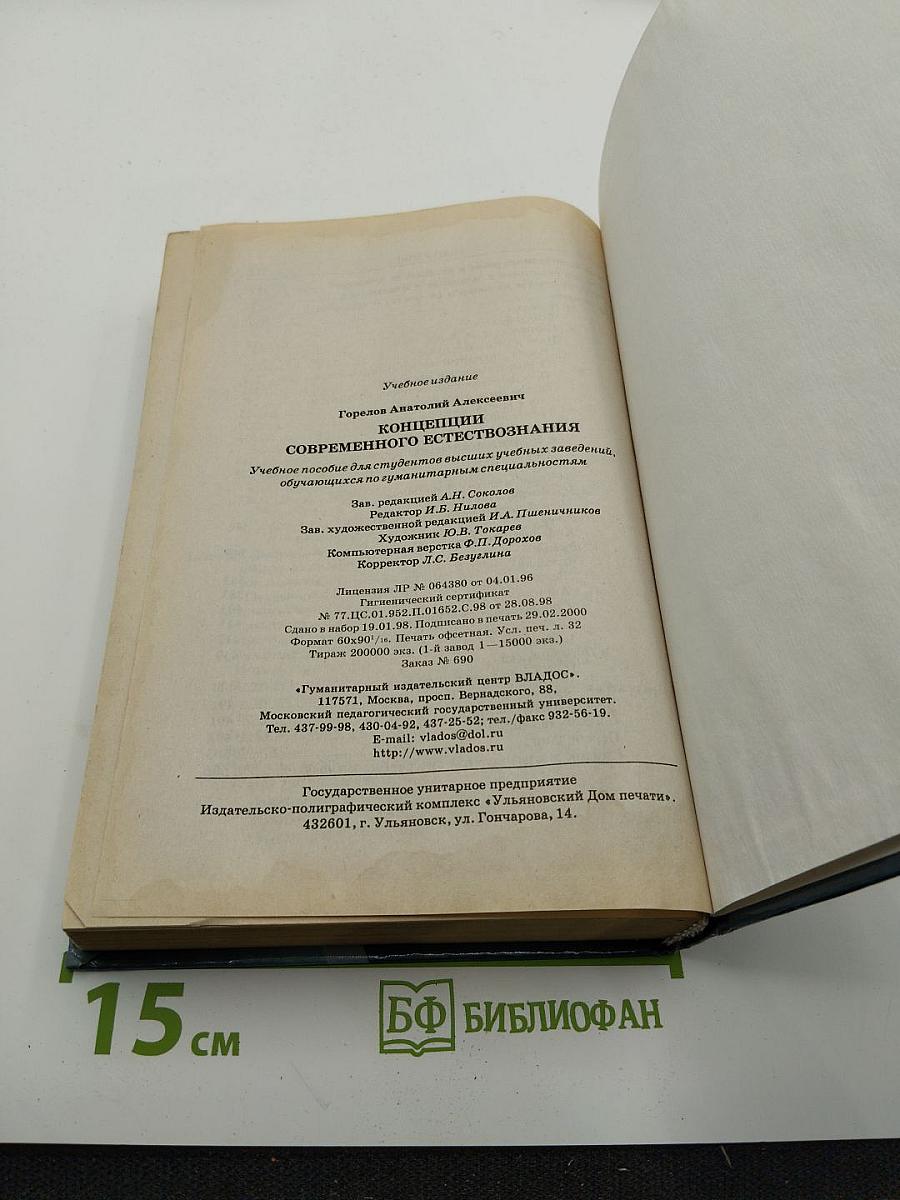 Учебное издание
Горелов Анатолий Алексеевич
КОНЦЕПЦИИ
СОВРЕМЕННОГО ЕСТЕСТВОЗНАНИЯ
Учебное пособие для студентов высших учебных заведений,
обучающихся по гуманитарным специальностям
Зав. редакцией А.Н. Соколов
Редактор И.Б. Нилова
Зав. художественной редакцией И.А. Пшеничников
Художник Ю.В. Токарев
Компьютерная верстка Ф.П. Дорохов
Корректор Л.С. Безуглина
Лицензия ЛР № 064380 от 04.01.96
Гигиенический сертификат
№ 77.ЦС.01.952.П.01652.С.98 от 28.08.98
Сдано в набор 19.01.98. Подписано в печать 29.02.2000
Формат 60х90¹/₁₆. Печать офсетная. Усл. печ. л. 32
Тираж 200000 экз. (1-й завод 1—15000 экз.)
Заказ № 690
«Гуманитарный издательский центр ВЛАДОС».
117571, Москва, просп. Вернадского, 88,
Московский педагогический государственный университет.
Тел. 437-99-98, 430-04-92, 437-25-52; тел./факс 932-56-19.
E-mail: vlados@dol.ru
http://www.vlados.ru
Государственное унитарное предприятие
Издательско-полиграфический комплекс «Ульяновский Дом печати».
432601, г. Ульяновск, ул. Гончарова, 14.
15 см
БФ БИБЛИОФАН